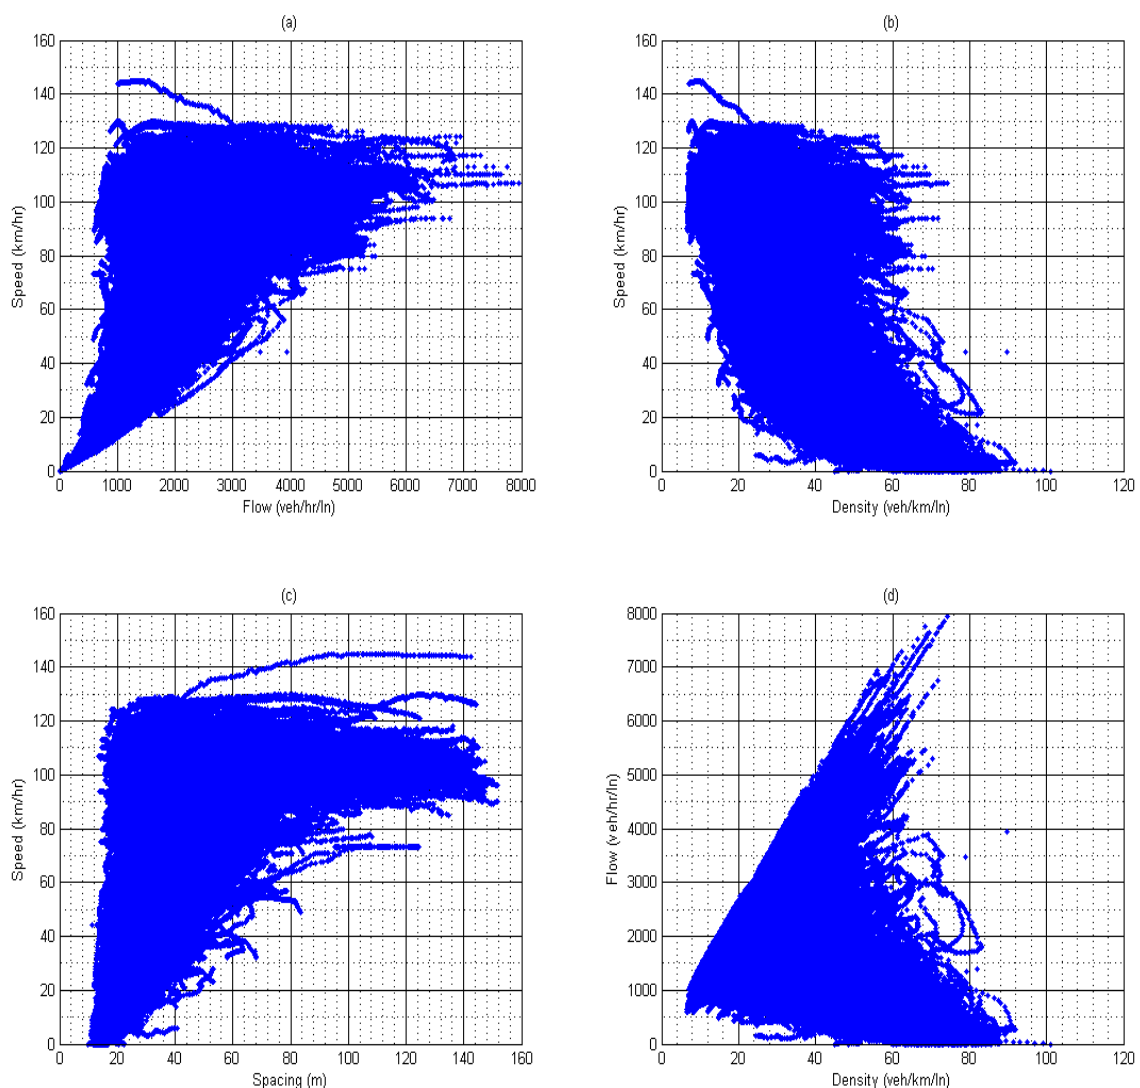 (a)
160
140
120
100
80
60
40
20
0
Speed (km/hr)
0 1000 2000 3000 4000 5000 6000 7000 8000
Flow (veh/hr/ln)
(b)
160
140
120
100
80
60
40
20
0
Speed (km/hr)
0 20 40 60 80 100 120
Density (veh/km/ln)
(c)
160
140
120
100
80
60
40
20
0
Speed (km/hr)
0 20 40 60 80 100 120 140 160
Spacing (m)
(d)
8000
7000
6000
5000
4000
3000
2000
1000
0
Flow (veh/hr/ln)
0 20 40 60 80 100 120
Density (veh/km/ln)